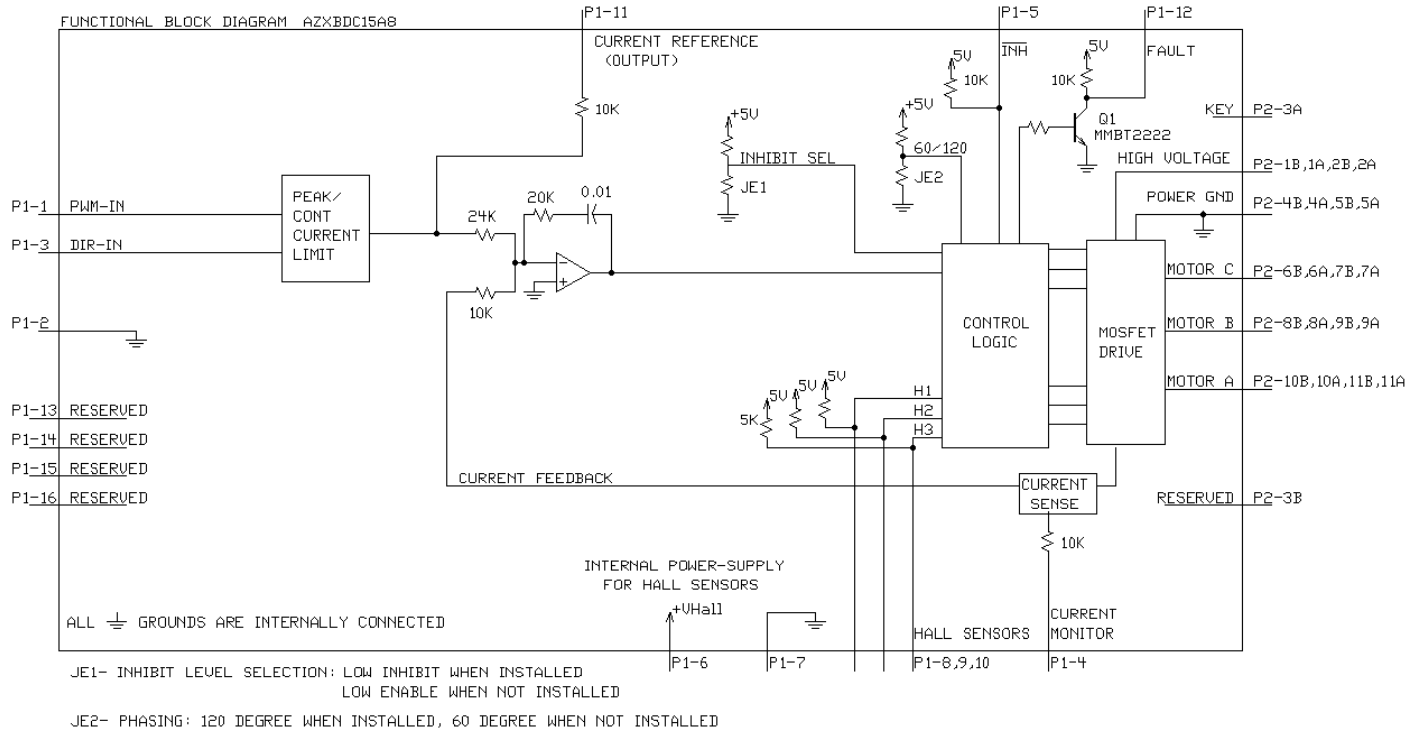 FUNCTIONAL BLOCK DIAGRAM AZXBDC15A8
P1-11
P1-5
P1-12
CURRENT REFERENCE
(OUTPUT)
10K
5V
10K
INH
5V
10K
FAULT
Q1
MMBT2222
KEY P2-3A
HIGH VOLTAGE P2-1B,1A,2B,2A
POWER GND P2-4B,4A,5B,5A
+5V
INHIBIT SEL
JE1
+5V
60/120
JE2
P1-1 PWM-IN
P1-3 DIR-IN
PEAK/
CONT
CURRENT
LIMIT
24K
20K
0.01
10K
-
+
P1-2
CONTROL
LOGIC
MOSFET
DRIVE
MOTOR C P2-6B,6A,7B,7A
MOTOR B P2-8B,8A,9B,9A
MOTOR A P2-10B,10A,11B,11A
5V
5V
5V
5K
H1
H2
H3
P1-13 RESERVED
P1-14 RESERVED
P1-15 RESERVED
P1-16 RESERVED
CURRENT FEEDBACK
CURRENT
SENSE
10K
RESERVED P2-3B
INTERNAL POWER-SUPPLY
FOR HALL SENSORS
+VHall
ALL GROUNDS ARE INTERNALLY CONNECTED
HALL SENSORS
CURRENT
MONITOR
P1-6
P1-7
P1-8,9,10
P1-4
JE1- INHIBIT LEVEL SELECTION: LOW INHIBIT WHEN INSTALLED
LOW ENABLE WHEN NOT INSTALLED
JE2- PHASING: 120 DEGREE WHEN INSTALLED, 60 DEGREE WHEN NOT INSTALLED